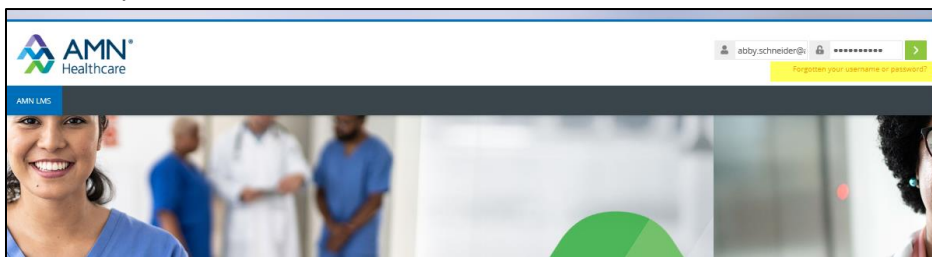 AMN®
Healthcare
abby.schneider@
••••••••••
Forgotten your username or password?
AMN LMS